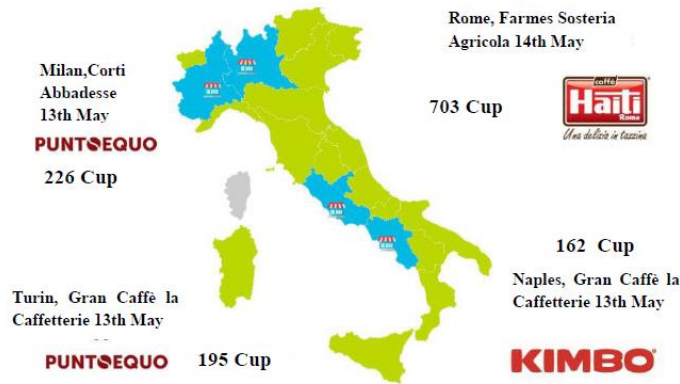 Rome, Farmes Sosteria
Agricola 14th May
Milan,Corti
Abbadesse
13th May
PUNTOEQUO
226 Cup
703 Cup
caffè
Haiti
Roma
Una delizia in tazzina
162 Cup
Naples, Gran Caffè la
Caffetterie 13th May
KIMBO
Turin, Gran Caffè la
Caffetterie 13th May
PUNTOEQUO
195 Cup